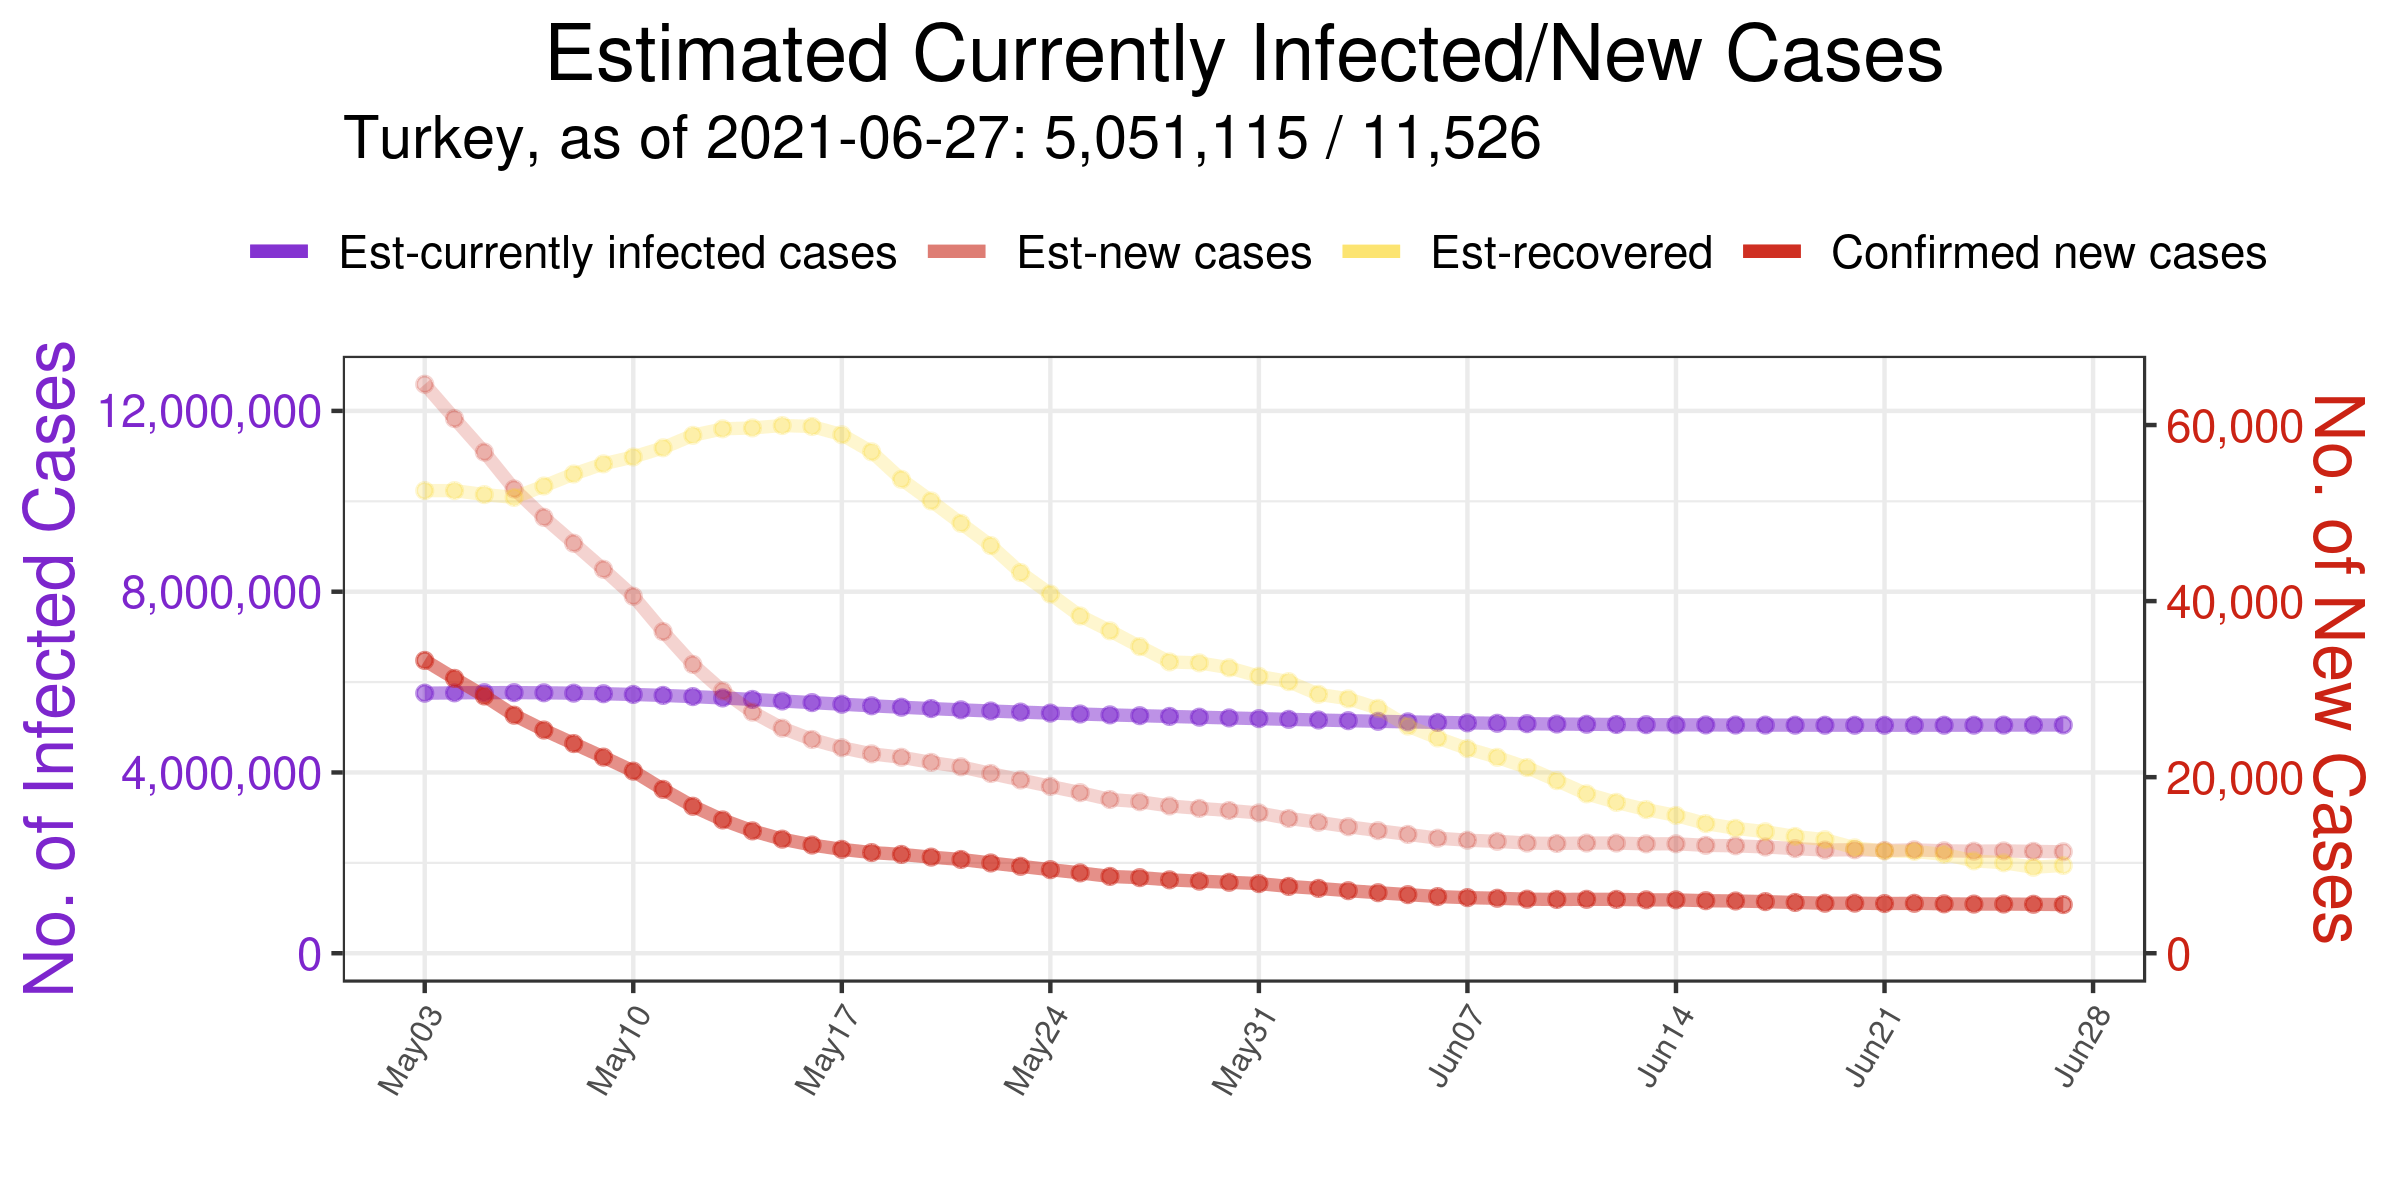 Estimated Currently Infected/New Cases
Turkey, as of 2021-06-27: 5,051,115 / 11,526
Est-currently infected cases Est-new cases Est-recovered Confirmed new cases
No. of Infected Cases
12,000,000
8,000,000
4,000,000
0
60,000
40,000
20,000
0
No. of New Cases
May03 May10 May17 May24 May31 Jun07 Jun14 Jun21 Jun28